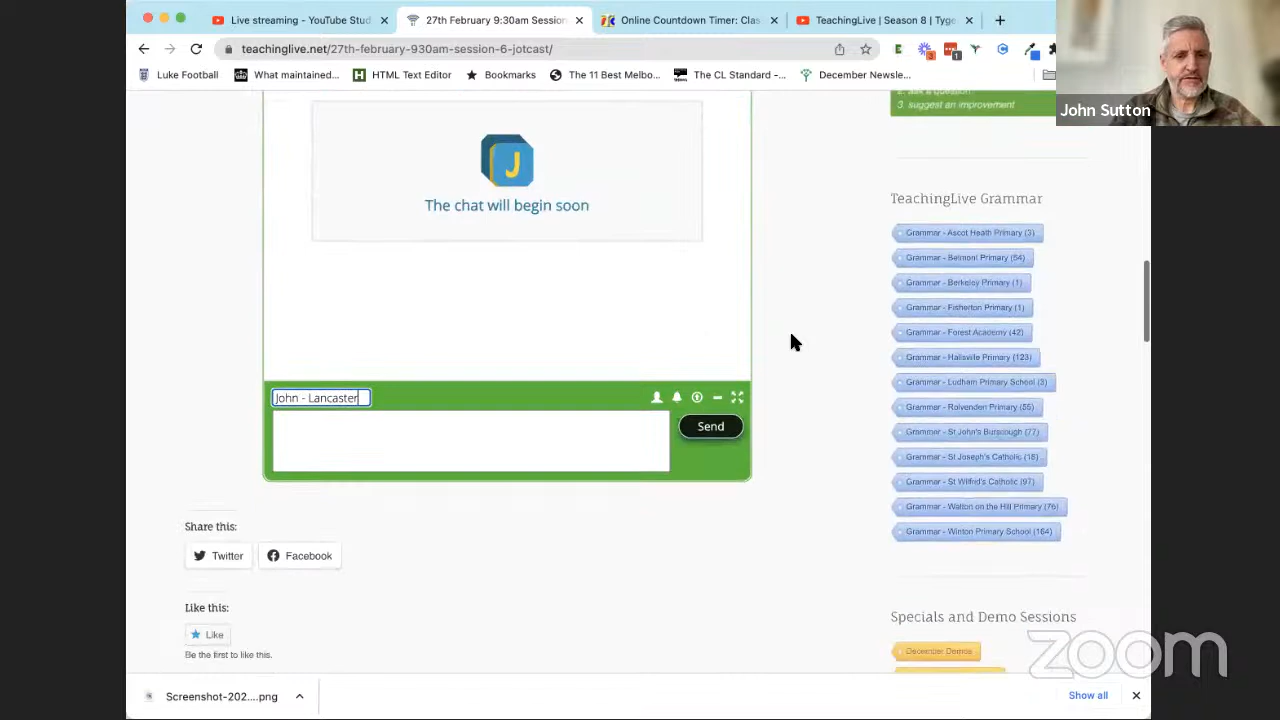 Live streaming - YouTube Stud
27th February 9:30am Session
Online Countdown Timer: Clas
TeachingLive | Season 8 | Tyge
teachinglive.net/27th-february-930am-session-6-jotcast/
Luke Football
What maintained...
HTML Text Editor
Bookmarks
The 11 Best Melbo...
The CL Standard -...
December Newsle...
John Sutton
2. ask a question
3. suggest an improvement
J
The chat will begin soon
John - Lancaster
Send
Share this:
Twitter
Facebook
Like this:
Like
Be the first to like this.
TeachingLive Grammar
Grammar - Ascot Heath Primary (3)
Grammar - Belmont Primary (54)
Grammar - Berkeley Primary (1)
Grammar - Fisherton Primary (1)
Grammar - Forest Academy (42)
Grammar - Hallsville Primary (123)
Grammar - Ludham Primary School (3)
Grammar - Rolvenden Primary (55)
Grammar - St John's Burscough (77)
Grammar - St Joseph's Catholic (18)
Grammar - St Wilfrid's Catholic (97)
Grammar - Walton on the Hill Primary (76)
Grammar - Winton Primary School (164)
Specials and Demo Sessions
December Demos
zoom
Screenshot-202....png
Show all